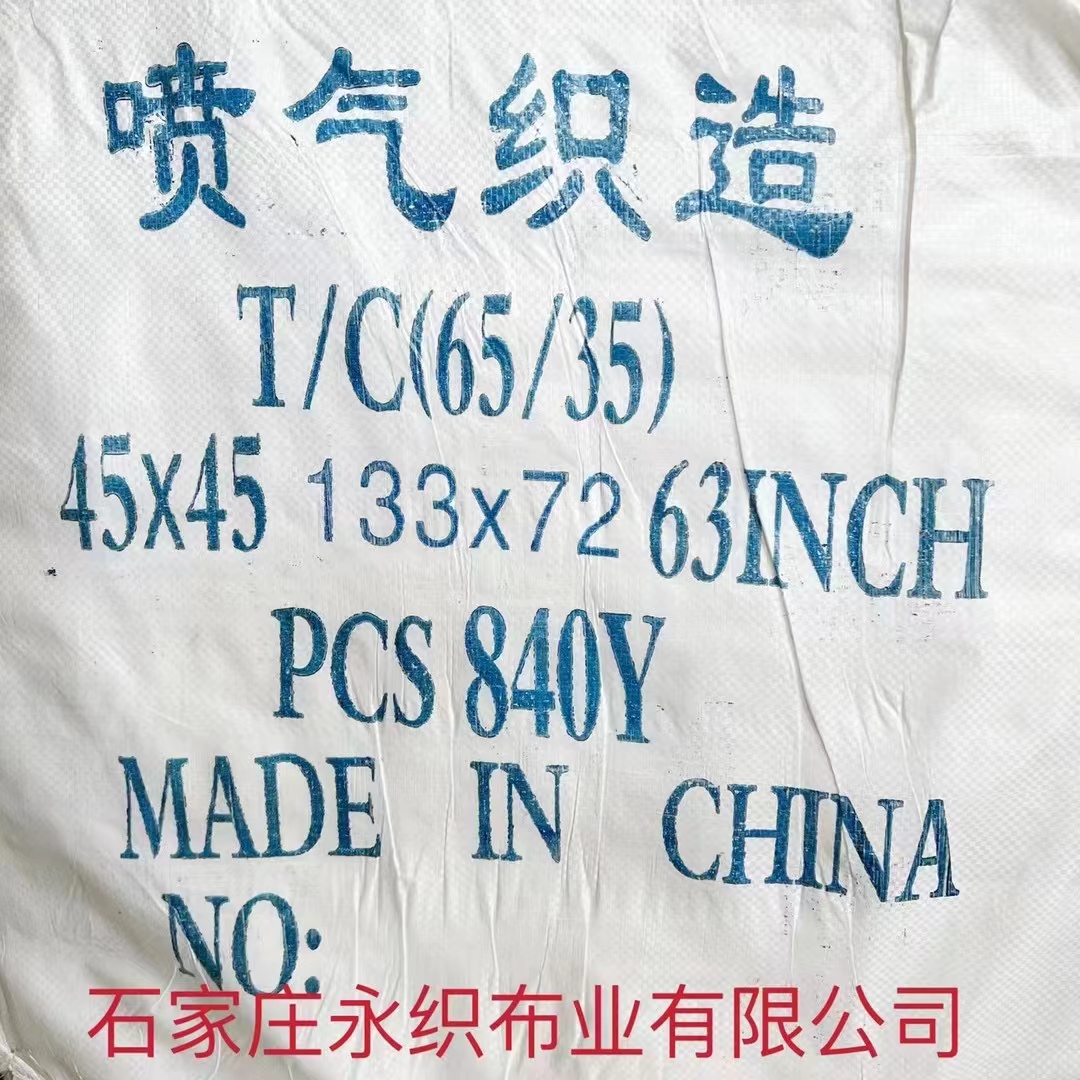 喷气织造
T/C(65/35)
45X45 133x72 63INCH
PCS 840Y
MADE IN CHINA
NO:
石家庄永织布业有限公司